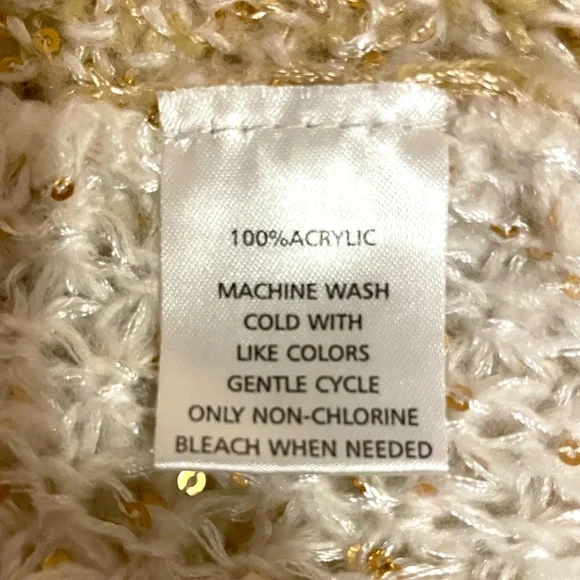 100%ACRYLIC
MACHINE WASH
COLD WITH
LIKE COLORS
GENTLE CYCLE
ONLY NON-CHLORINE
BLEACH WHEN NEEDED